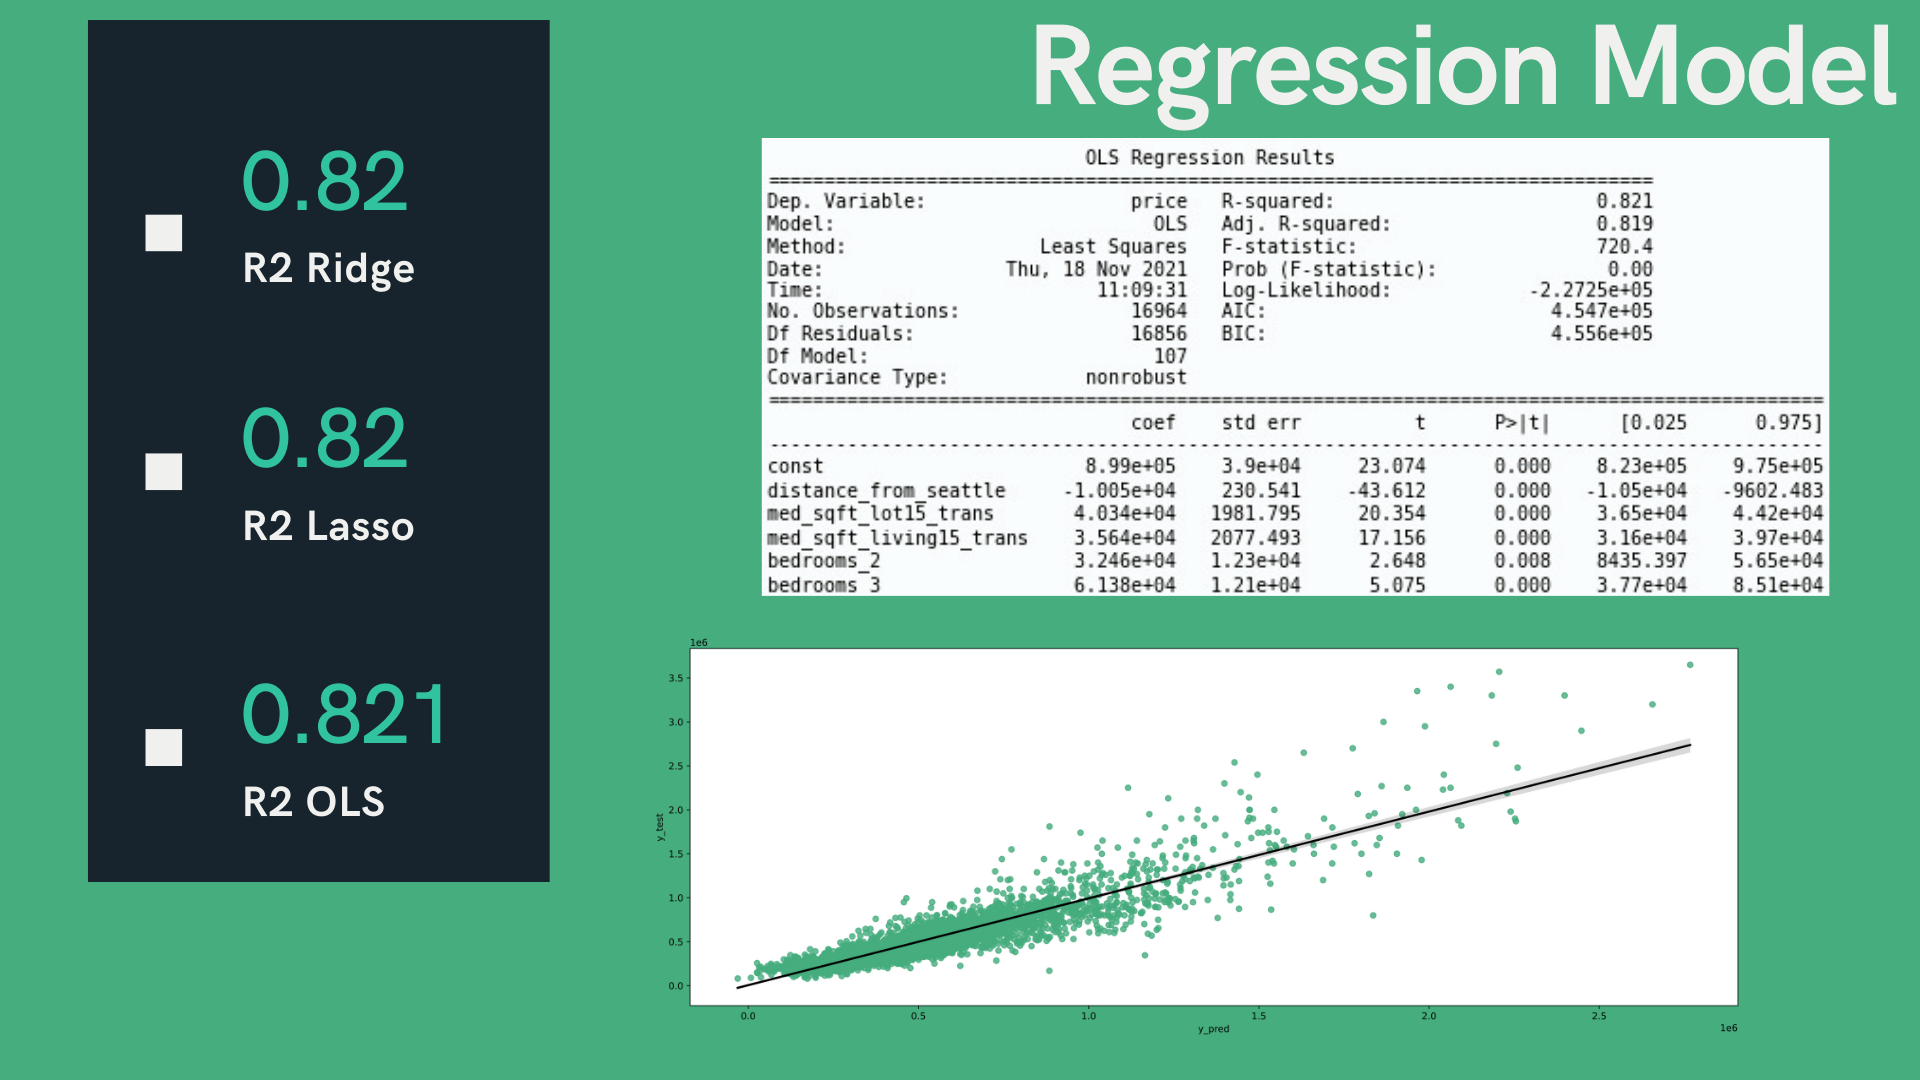 Regression Model
0.82
R2 Ridge
0.82
R2 Lasso
0.821
R2 OLS
OLS Regression Results
Dep. Variable: price R-squared: 0.821
Model: OLS Adj. R-squared: 0.819
Method: Least Squares F-statistic: 720.4
Date: Thu, 18 Nov 2021 Prob (F-statistic): 0.00
Time: 11:09:31 Log-Likelihood: -2.2725e+05
No. Observations: 16964 AIC: 4.547e+05
Df Residuals: 16856 BIC: 4.556e+05
Df Model: 107
Covariance Type: nonrobust
coef std err t P>|t| [0.025 0.975]
const 8.99e+05 3.9e+04 23.074 0.000 8.23e+05 9.75e+05
distance_from_seattle -1.005e+04 230.541 -43.612 0.000 -1.05e+04 -9602.483
med_sqft_lot15_trans 4.034e+04 1981.795 20.354 0.000 3.65e+04 4.42e+04
med_sqft_living15_trans 3.564e+04 2077.493 17.156 0.000 3.16e+04 3.97e+04
bedrooms_2 3.246e+04 1.23e+04 2.648 0.008 8435.397 5.65e+04
bedrooms_3 6.138e+04 1.21e+04 5.075 0.000 3.77e+04 8.51e+04
1e6
3.5
3.0
2.5
2.0
1.5
1.0
0.5
0.0
y_test
0.0 0.5 1.0 1.5 2.0 2.5
y_pred
1e6